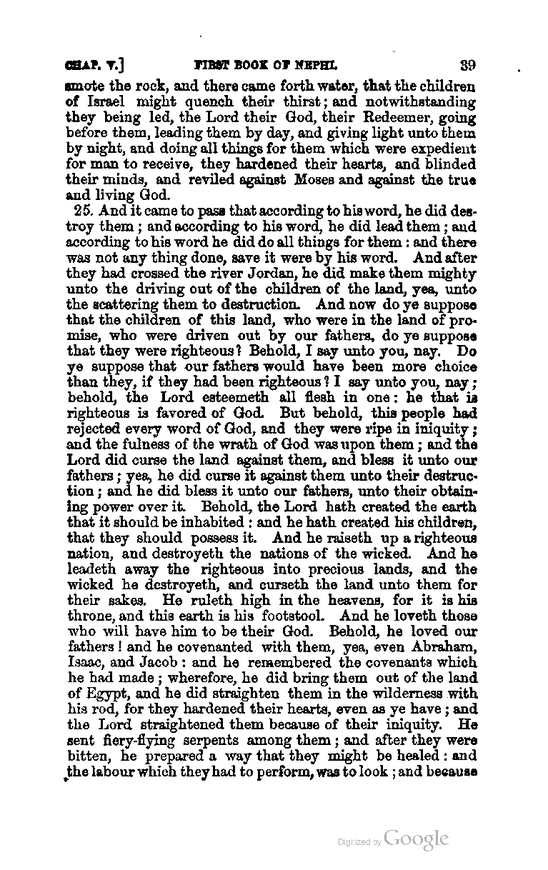 CHAP. V.] FIRST BOOK OF NEPHI. 39
smote the rock, and there came forth water, that the children
of Israel might quench their thirst; and notwithstanding
they being led, the Lord their God, their Redeemer, going
before them, leading them by day, and giving light unto them
by night, and doing all things for them which were expedient
for man to receive, they hardened their hearts, and blinded
their minds, and reviled against Moses and against the true
and living God.
25. And it came to pass that according to his word, he did des-
troy them; and according to his word, he did lead them; and
according to his word he did do all things for them: and there
was not any thing done, save it were by his word. And after
they had crossed the river Jordan, he did make them mighty
unto the driving out of the children of the land, yea, unto
the scattering them to destruction. And now do ye suppose
that the children of this land, who were in the land of pro-
mise, who were driven out by our fathers, do ye suppose
that they were righteous? Behold, I say unto you, nay. Do
ye suppose that our fathers would have been more choice
than they, if they had been righteous? I say unto you, nay;
behold, the Lord esteemeth all flesh in one: he that is
righteous is favored of God. But behold, this people had
rejected every word of God, and they were ripe in iniquity;
and the fulness of the wrath of God was upon them; and the
Lord did curse the land against them, and bless it unto our
fathers; yea, he did curse it against them unto their destruc-
tion; and he did bless it unto our fathers, unto their obtain-
ing power over it. Behold, the Lord hath created the earth
that it should be inhabited: and he hath created his children,
that they should possess it. And he raiseth up a righteous
nation, and destroyeth the nations of the wicked. And he
leadeth away the righteous into precious lands, and the
wicked he destroyeth, and curseth the land unto them for
their sakes. He ruleth high in the heavens, for it is his
throne, and this earth is his footstool. And he loveth those
who will have him to be their God. Behold, he loved our
fathers! and he covenanted with them, yea, even Abraham,
Isaac, and Jacob: and he remembered the covenants which
he had made; wherefore, he did bring them out of the land
of Egypt, and he did straighten them in the wilderness with
his rod, for they hardened their hearts, even as ye have; and
the Lord straightened them because of their iniquity. He
sent fiery-flying serpents among them; and after they were
bitten, he prepared a way that they might be healed: and
the labour which they had to perform, was to look; and because
Digitized by Google